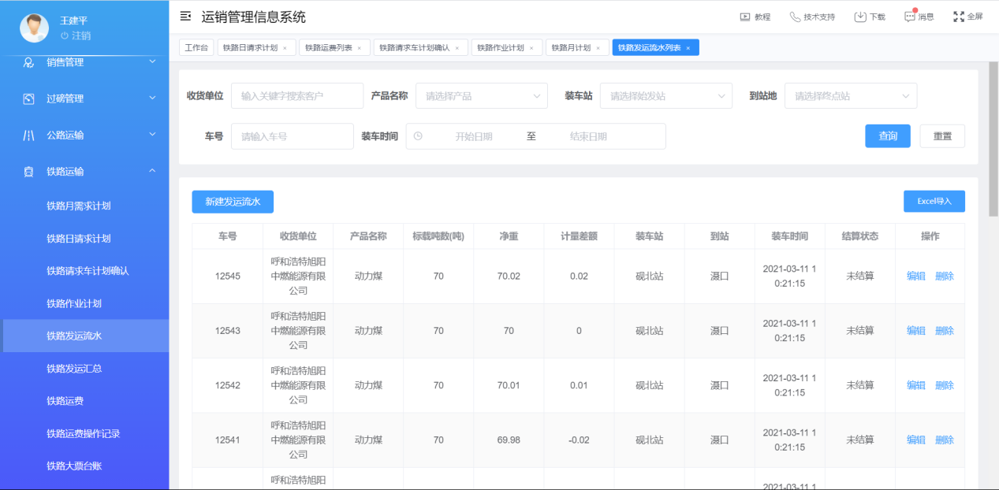 王建平
注销
销售管理
过磅管理
公路运输
铁路运输
铁路月需求计划
铁路日请求计划
铁路请求车计划确认
铁路作业计划
铁路发运流水
铁路发运汇总
铁路运费
铁路运费操作记录
铁路大票台账
运销管理信息系统
教程 技术支持 下载 消息 全屏
工作台 铁路日请求计划 × 铁路运费列表 × 铁路请求车计划确认 × 铁路作业计划 × 铁路月计划 × 铁路发运流水列表 ×
收货单位 输入关键字搜索客户 产品名称 请选择产品 装车站 请选择始发站 到站地 请选择终点站
车号 请输入车号 装车时间 开始日期 至 结束日期 查询 重置
新建发运流水 Excel导入
车号 收货单位 产品名称 标载吨数(吨) 净重 计量差额 装车站 到站 装车时间 结算状态 操作
呼和浩特旭阳
中燃能源有限
公司
12545 动力煤 70 70.02 0.02 砚北站 滠口
2021-03-11 1
0:21:15
未结算 编辑 删除
呼和浩特旭阳
中燃能源有限
公司
12543 动力煤 70 70 0 砚北站 滠口
2021-03-11 1
0:21:15
未结算 编辑 删除
呼和浩特旭阳
中燃能源有限
公司
12542 动力煤 70 70.01 0.01 砚北站 滠口
2021-03-11 1
0:21:15
未结算 编辑 删除
呼和浩特旭阳
中燃能源有限
公司
12541 动力煤 70 69.98 -0.02 砚北站 滠口
2021-03-11 1
0:21:15
未结算 编辑 删除
呼和浩特旭阳
2021-03-11 1